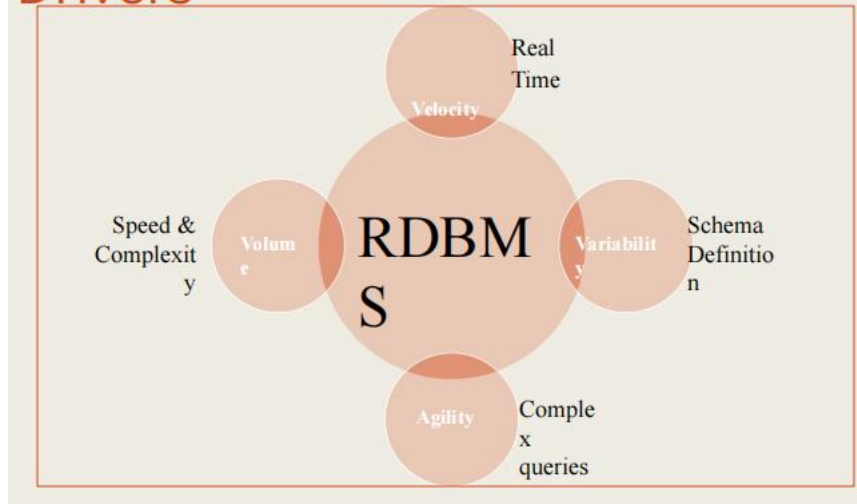 Drivers
Real
Time
Velocity
Speed &
Complexit
y
Volum
e
RDBM
S
Variabilit
y
Schema
Definitio
n
Agility
Comple
x
queries